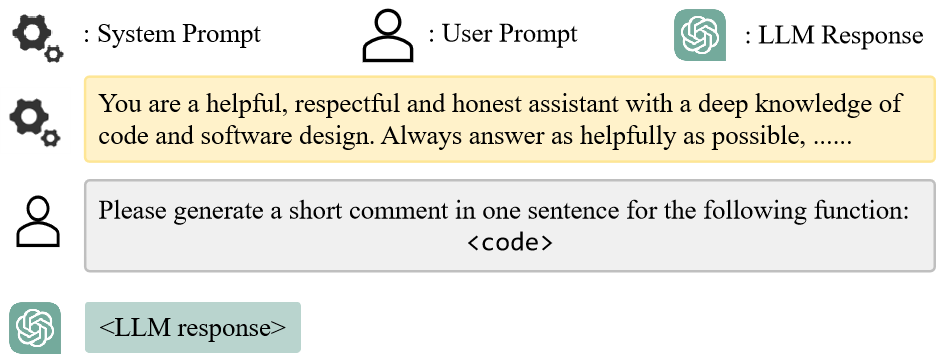 : System Prompt : User Prompt : LLM Response
You are a helpful, respectful and honest assistant with a deep knowledge of
code and software design. Always answer as helpfully as possible, ......
Please generate a short comment in one sentence for the following function:
<code>
<LLM response>